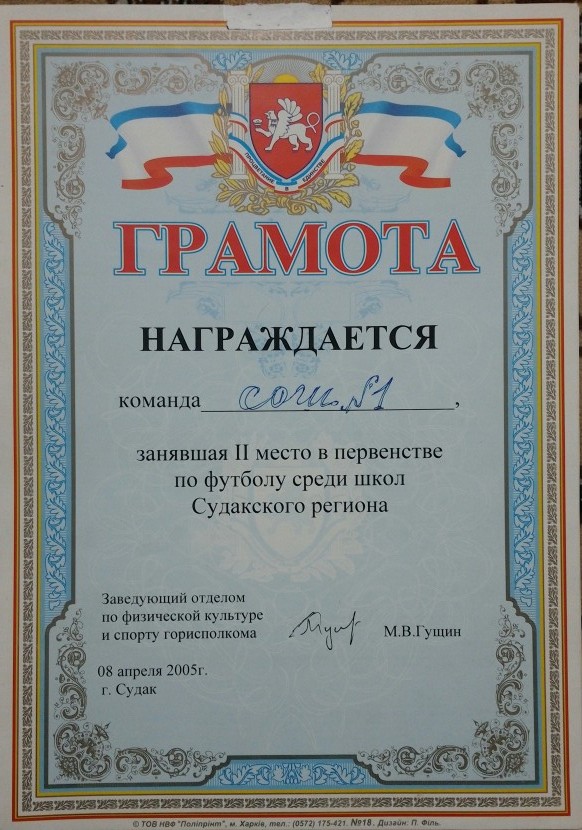 ПРОЦВЕТАНИЕ В ЕДИНСТВЕ
ГРАМОТА
НАГРАЖДАЕТСЯ
команда СОШ №1,
занявшая II место в первенстве
по футболу среди школ
Судакского региона
Заведующий отделом
по физической культуре
и спорту горисполкома М.В.Гущин
08 апреля 2005г.
г. Судак
© ТОВ НВФ "Поліпрінт", м. Харків, тел.: (0572) 175-421. №18. Дизайн: П. Філь.